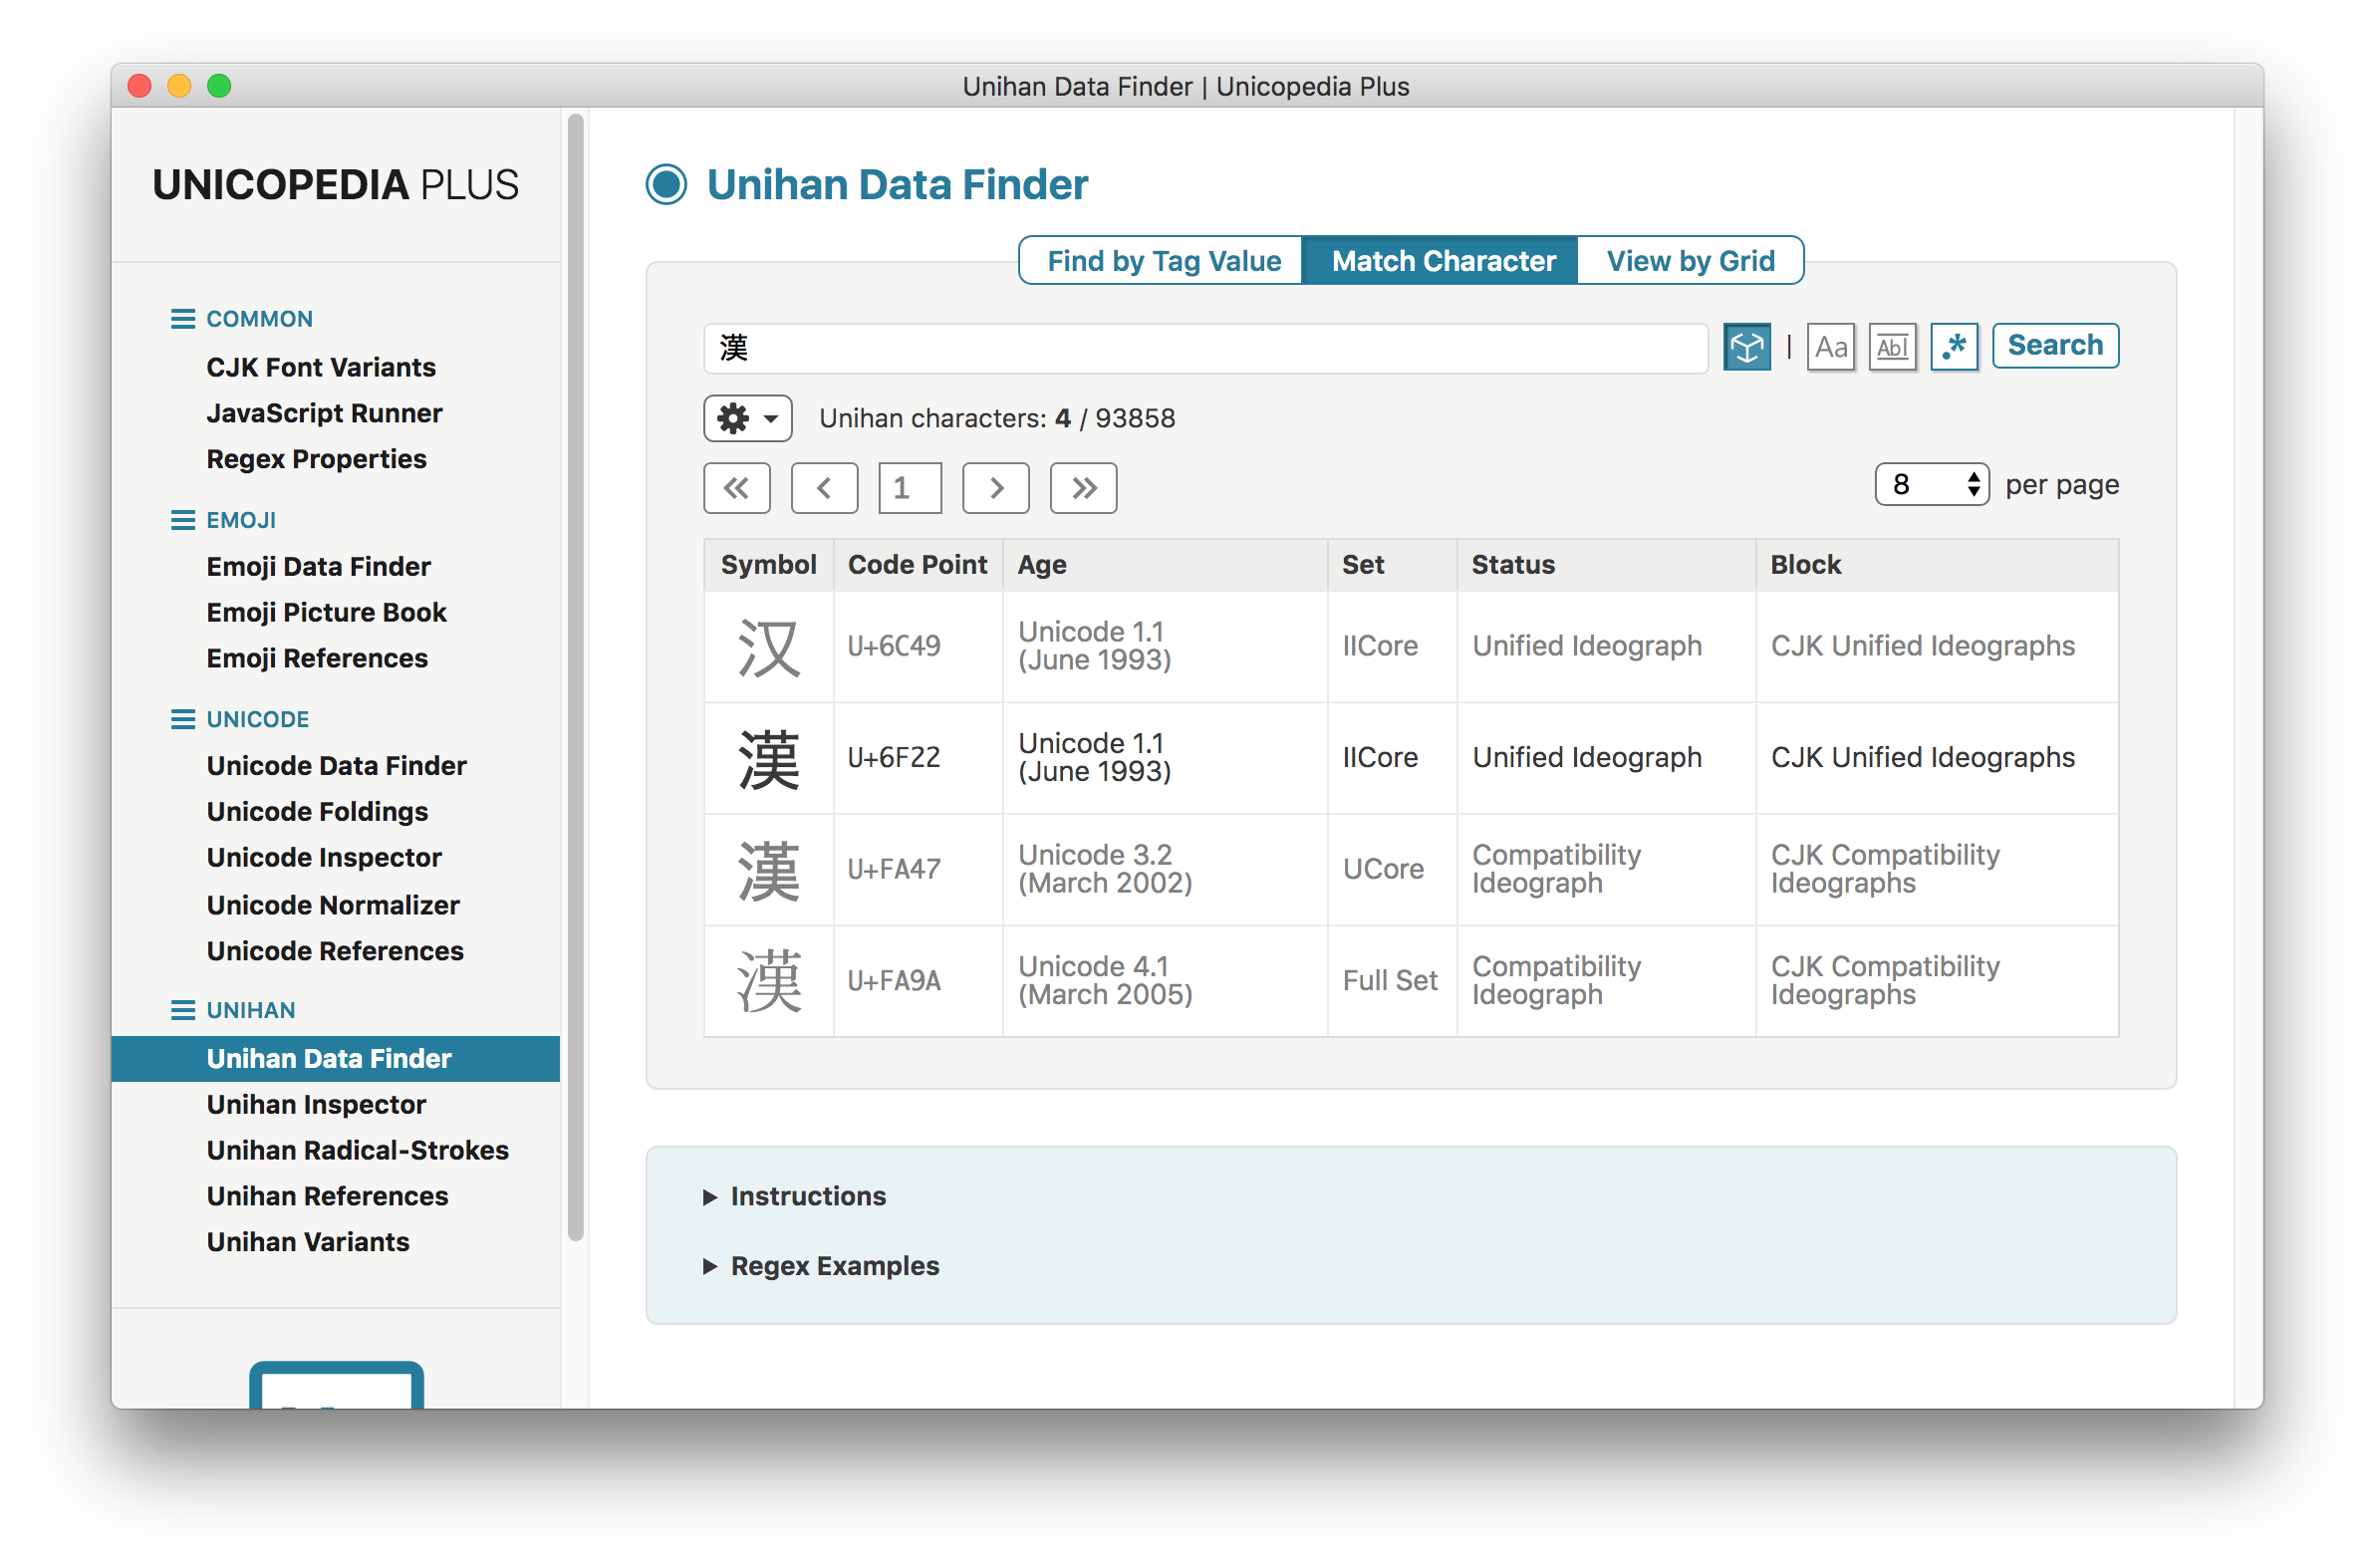 Unihan Data Finder | Unicopedia Plus
UNICOPEDIA PLUS
COMMON
CJK Font Variants
JavaScript Runner
Regex Properties
EMOJI
Emoji Data Finder
Emoji Picture Book
Emoji References
UNICODE
Unicode Data Finder
Unicode Foldings
Unicode Inspector
Unicode Normalizer
Unicode References
UNIHAN
Unihan Data Finder
Unihan Inspector
Unihan Radical-Strokes
Unihan References
Unihan Variants
Unihan Data Finder
Find by Tag Value Match Character View by Grid
漢 | Aa Ab| .* Search
Unihan characters: 4 / 93858
« ‹ 1 › » 8 per page
Symbol Code Point Age Set Status Block
汉 U+6C49 Unicode 1.1 (June 1993) IICore Unified Ideograph CJK Unified Ideographs
漢 U+6F22 Unicode 1.1 (June 1993) IICore Unified Ideograph CJK Unified Ideographs
漢 U+FA47 Unicode 3.2 (March 2002) UCore Compatibility Ideograph CJK Compatibility Ideographs
漢 U+FA9A Unicode 4.1 (March 2005) Full Set Compatibility Ideograph CJK Compatibility Ideographs
Instructions
Regex Examples